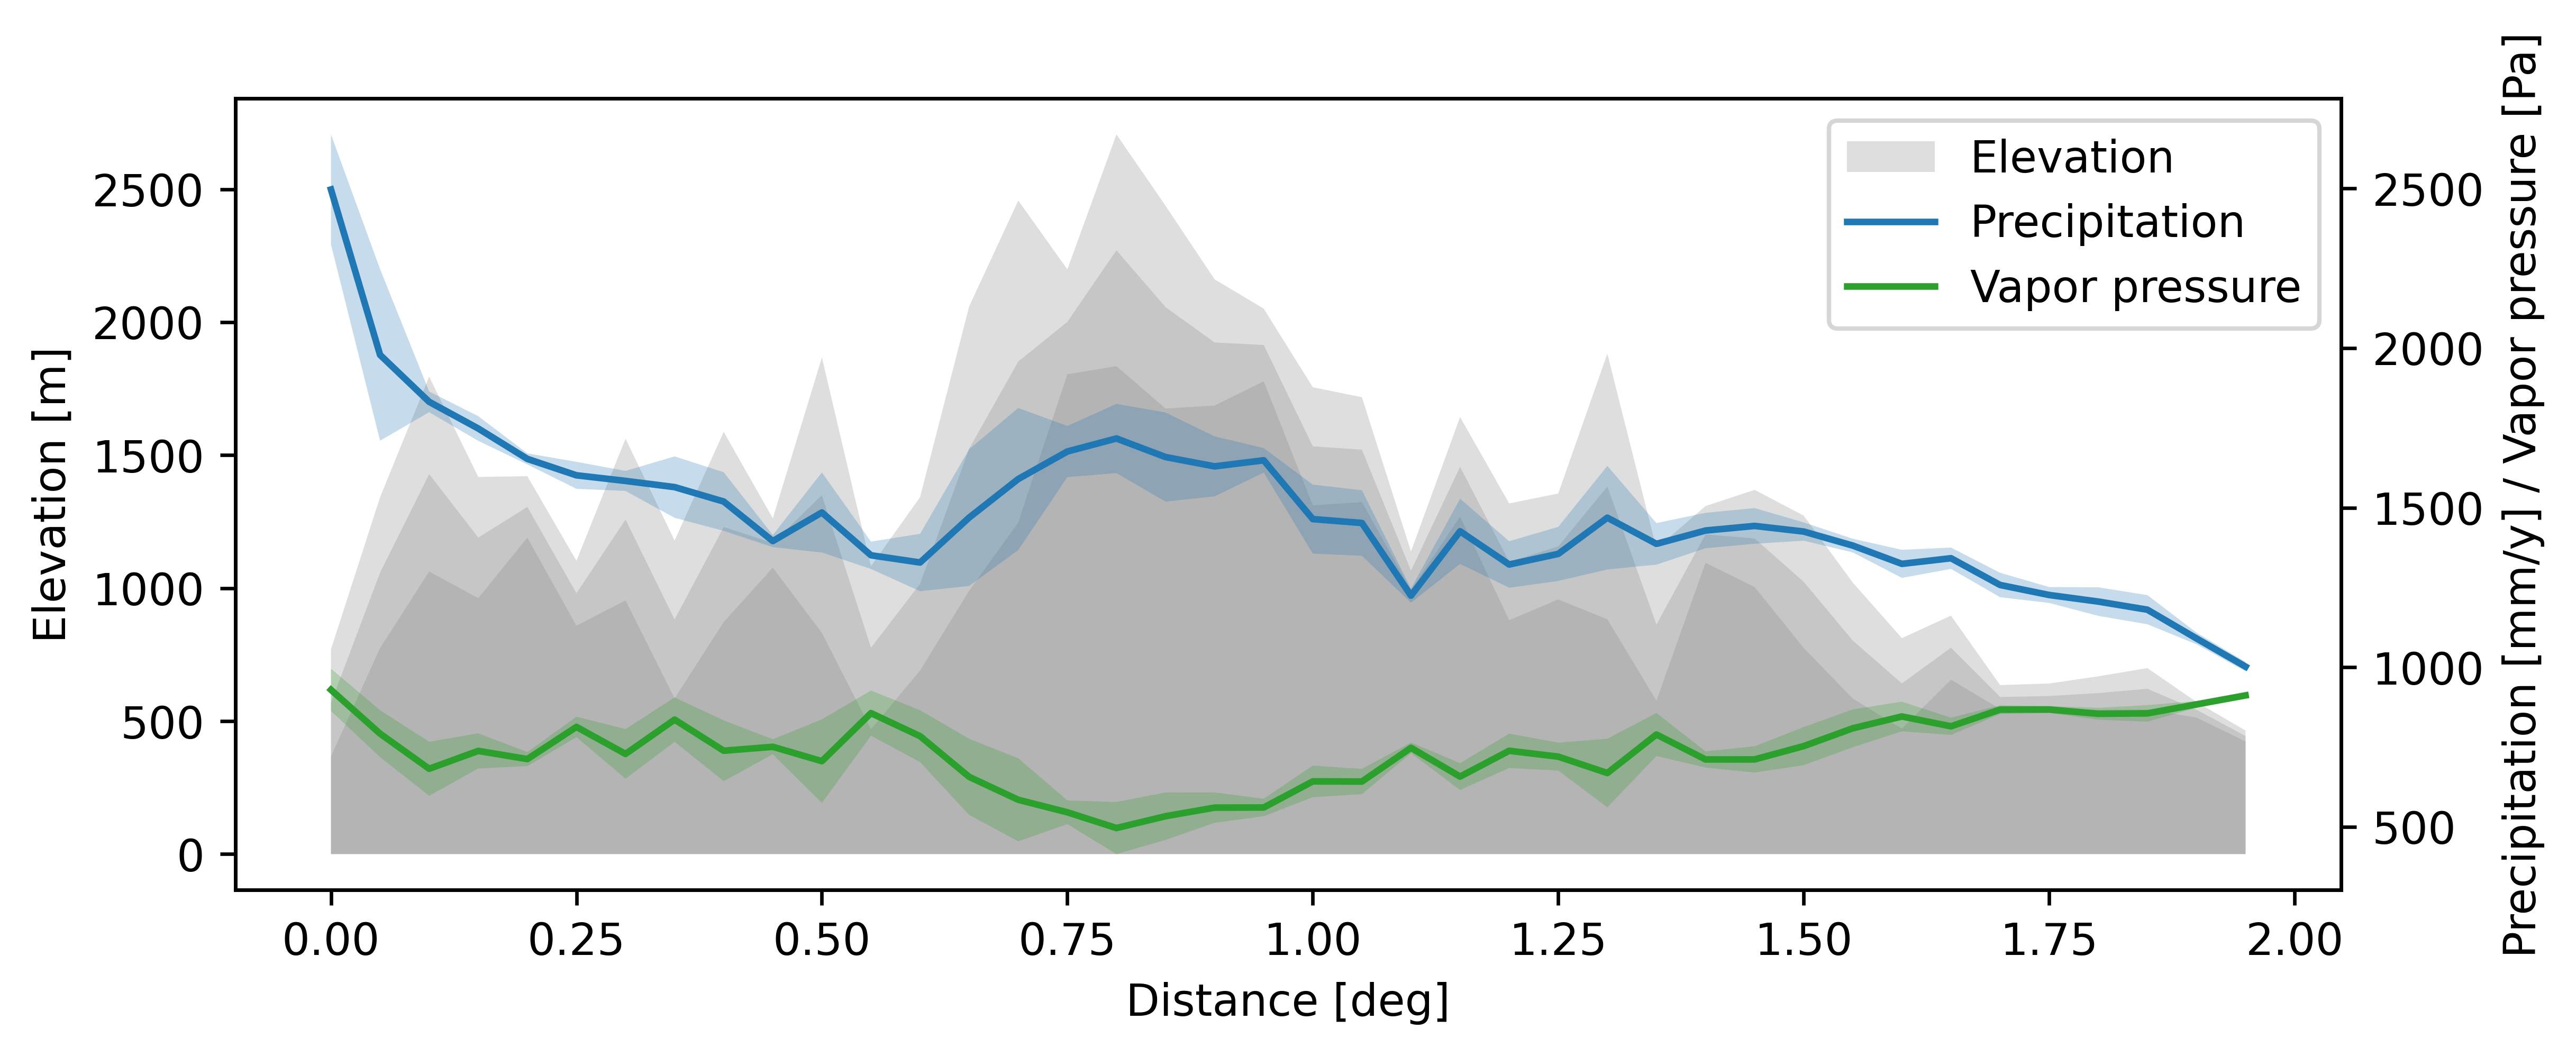 Elevation [m]
2500
2000
1500
1000
500
0
Elevation
Precipitation
Vapor pressure
2500
2000
1500
1000
500
Precipitation [mm/y] / Vapor pressure [Pa]
0.00 0.25 0.50 0.75 1.00 1.25 1.50 1.75 2.00
Distance [deg]